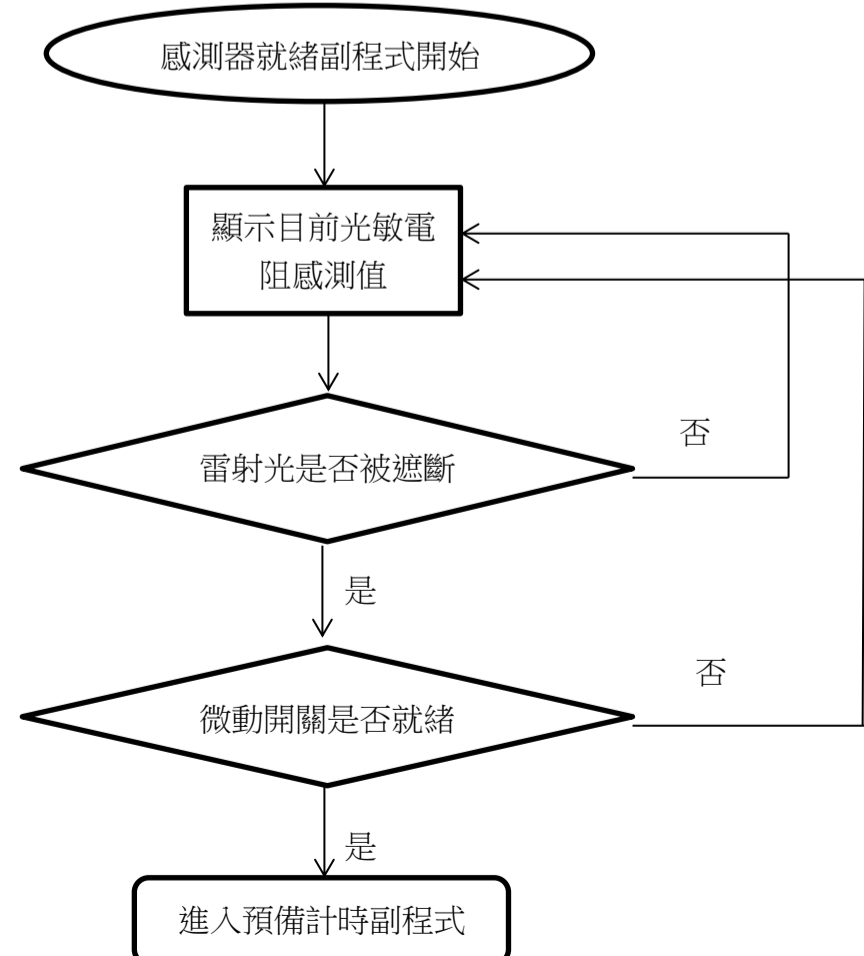 感測器就緒副程式開始
顯示目前光敏電
阻感測值
否
雷射光是否被遮斷
是
否
微動開關是否就緒
是
進入預備計時副程式